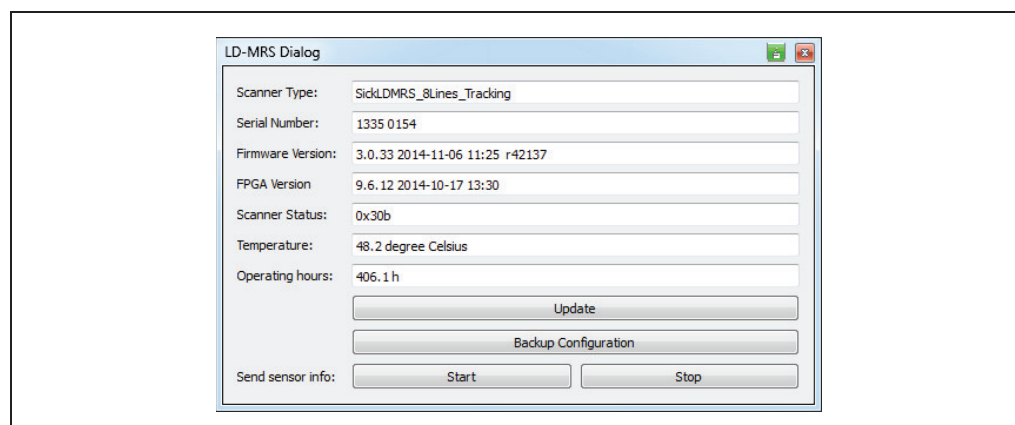 LD-MRS Dialog
Scanner Type: SickLDMRS_8Lines_Tracking
Serial Number: 1335 0154
Firmware Version: 3.0.33 2014-11-06 11:25 r42137
FPGA Version 9.6.12 2014-10-17 13:30
Scanner Status: 0x30b
Temperature: 48.2 degree Celsius
Operating hours: 406.1 h
Update
Backup Configuration
Send sensor info: Start Stop